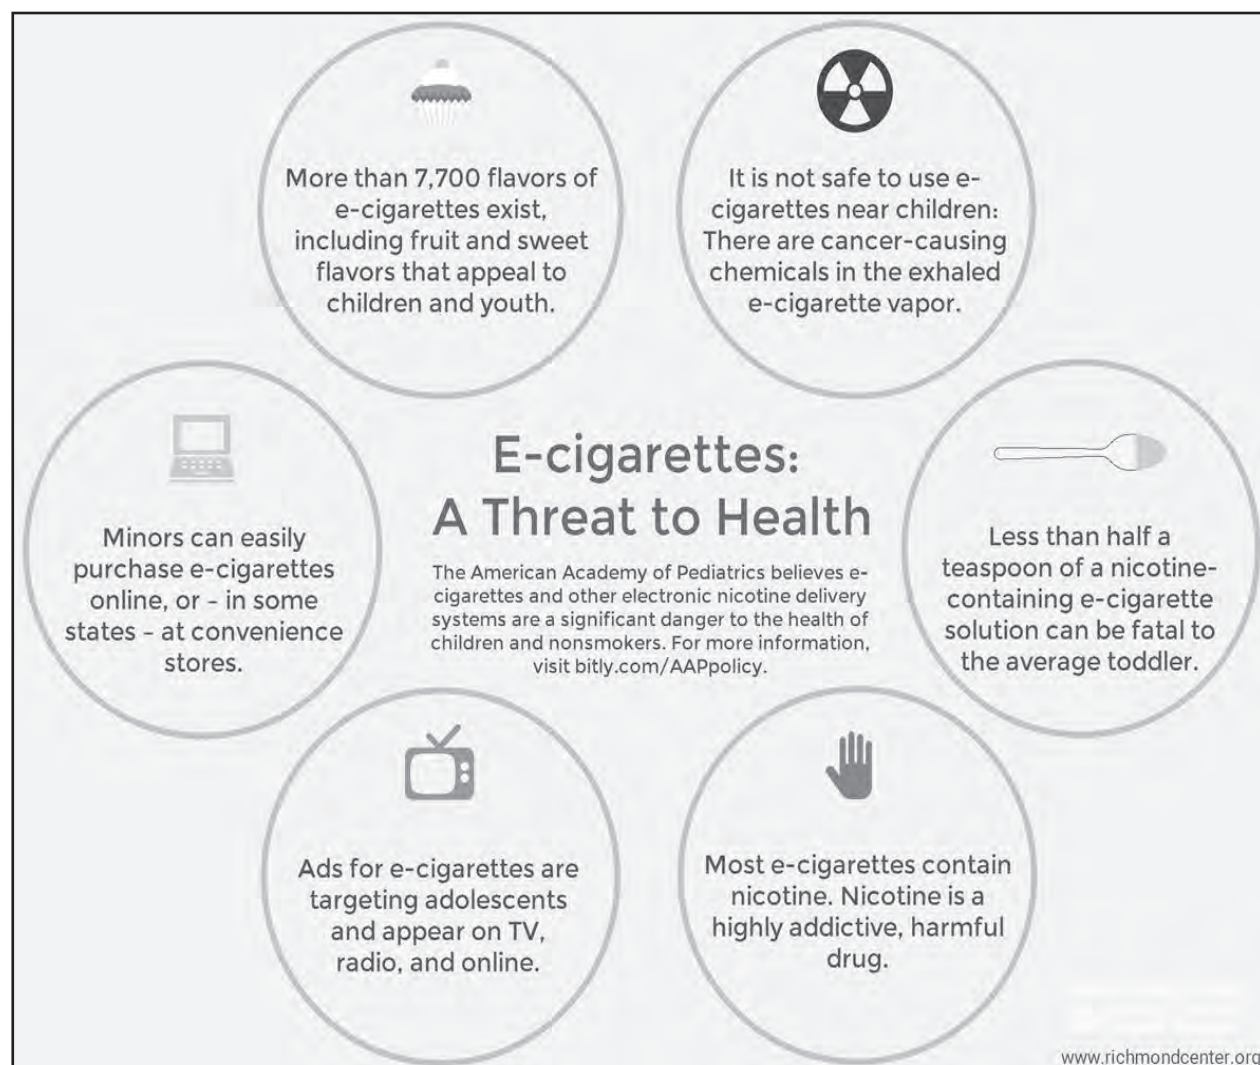 More than 7,700 flavors of
e-cigarettes exist,
including fruit and sweet
flavors that appeal to
children and youth.
It is not safe to use e-
cigarettes near children:
There are cancer-causing
chemicals in the exhaled
e-cigarette vapor.
Minors can easily
purchase e-cigarettes
online, or – in some
states – at convenience
stores.
E-cigarettes:
A Threat to Health
The American Academy of Pediatrics believes e-
cigarettes and other electronic nicotine delivery
systems are a significant danger to the health of
children and nonsmokers. For more information,
visit bitly.com/AAPpolicy.
Less than half a
teaspoon of a nicotine-
containing e-cigarette
solution can be fatal to
the average toddler.
Ads for e-cigarettes are
targeting adolescents
and appear on TV,
radio, and online.
Most e-cigarettes contain
nicotine. Nicotine is a
highly addictive, harmful
drug.
www.richmondcenter.org